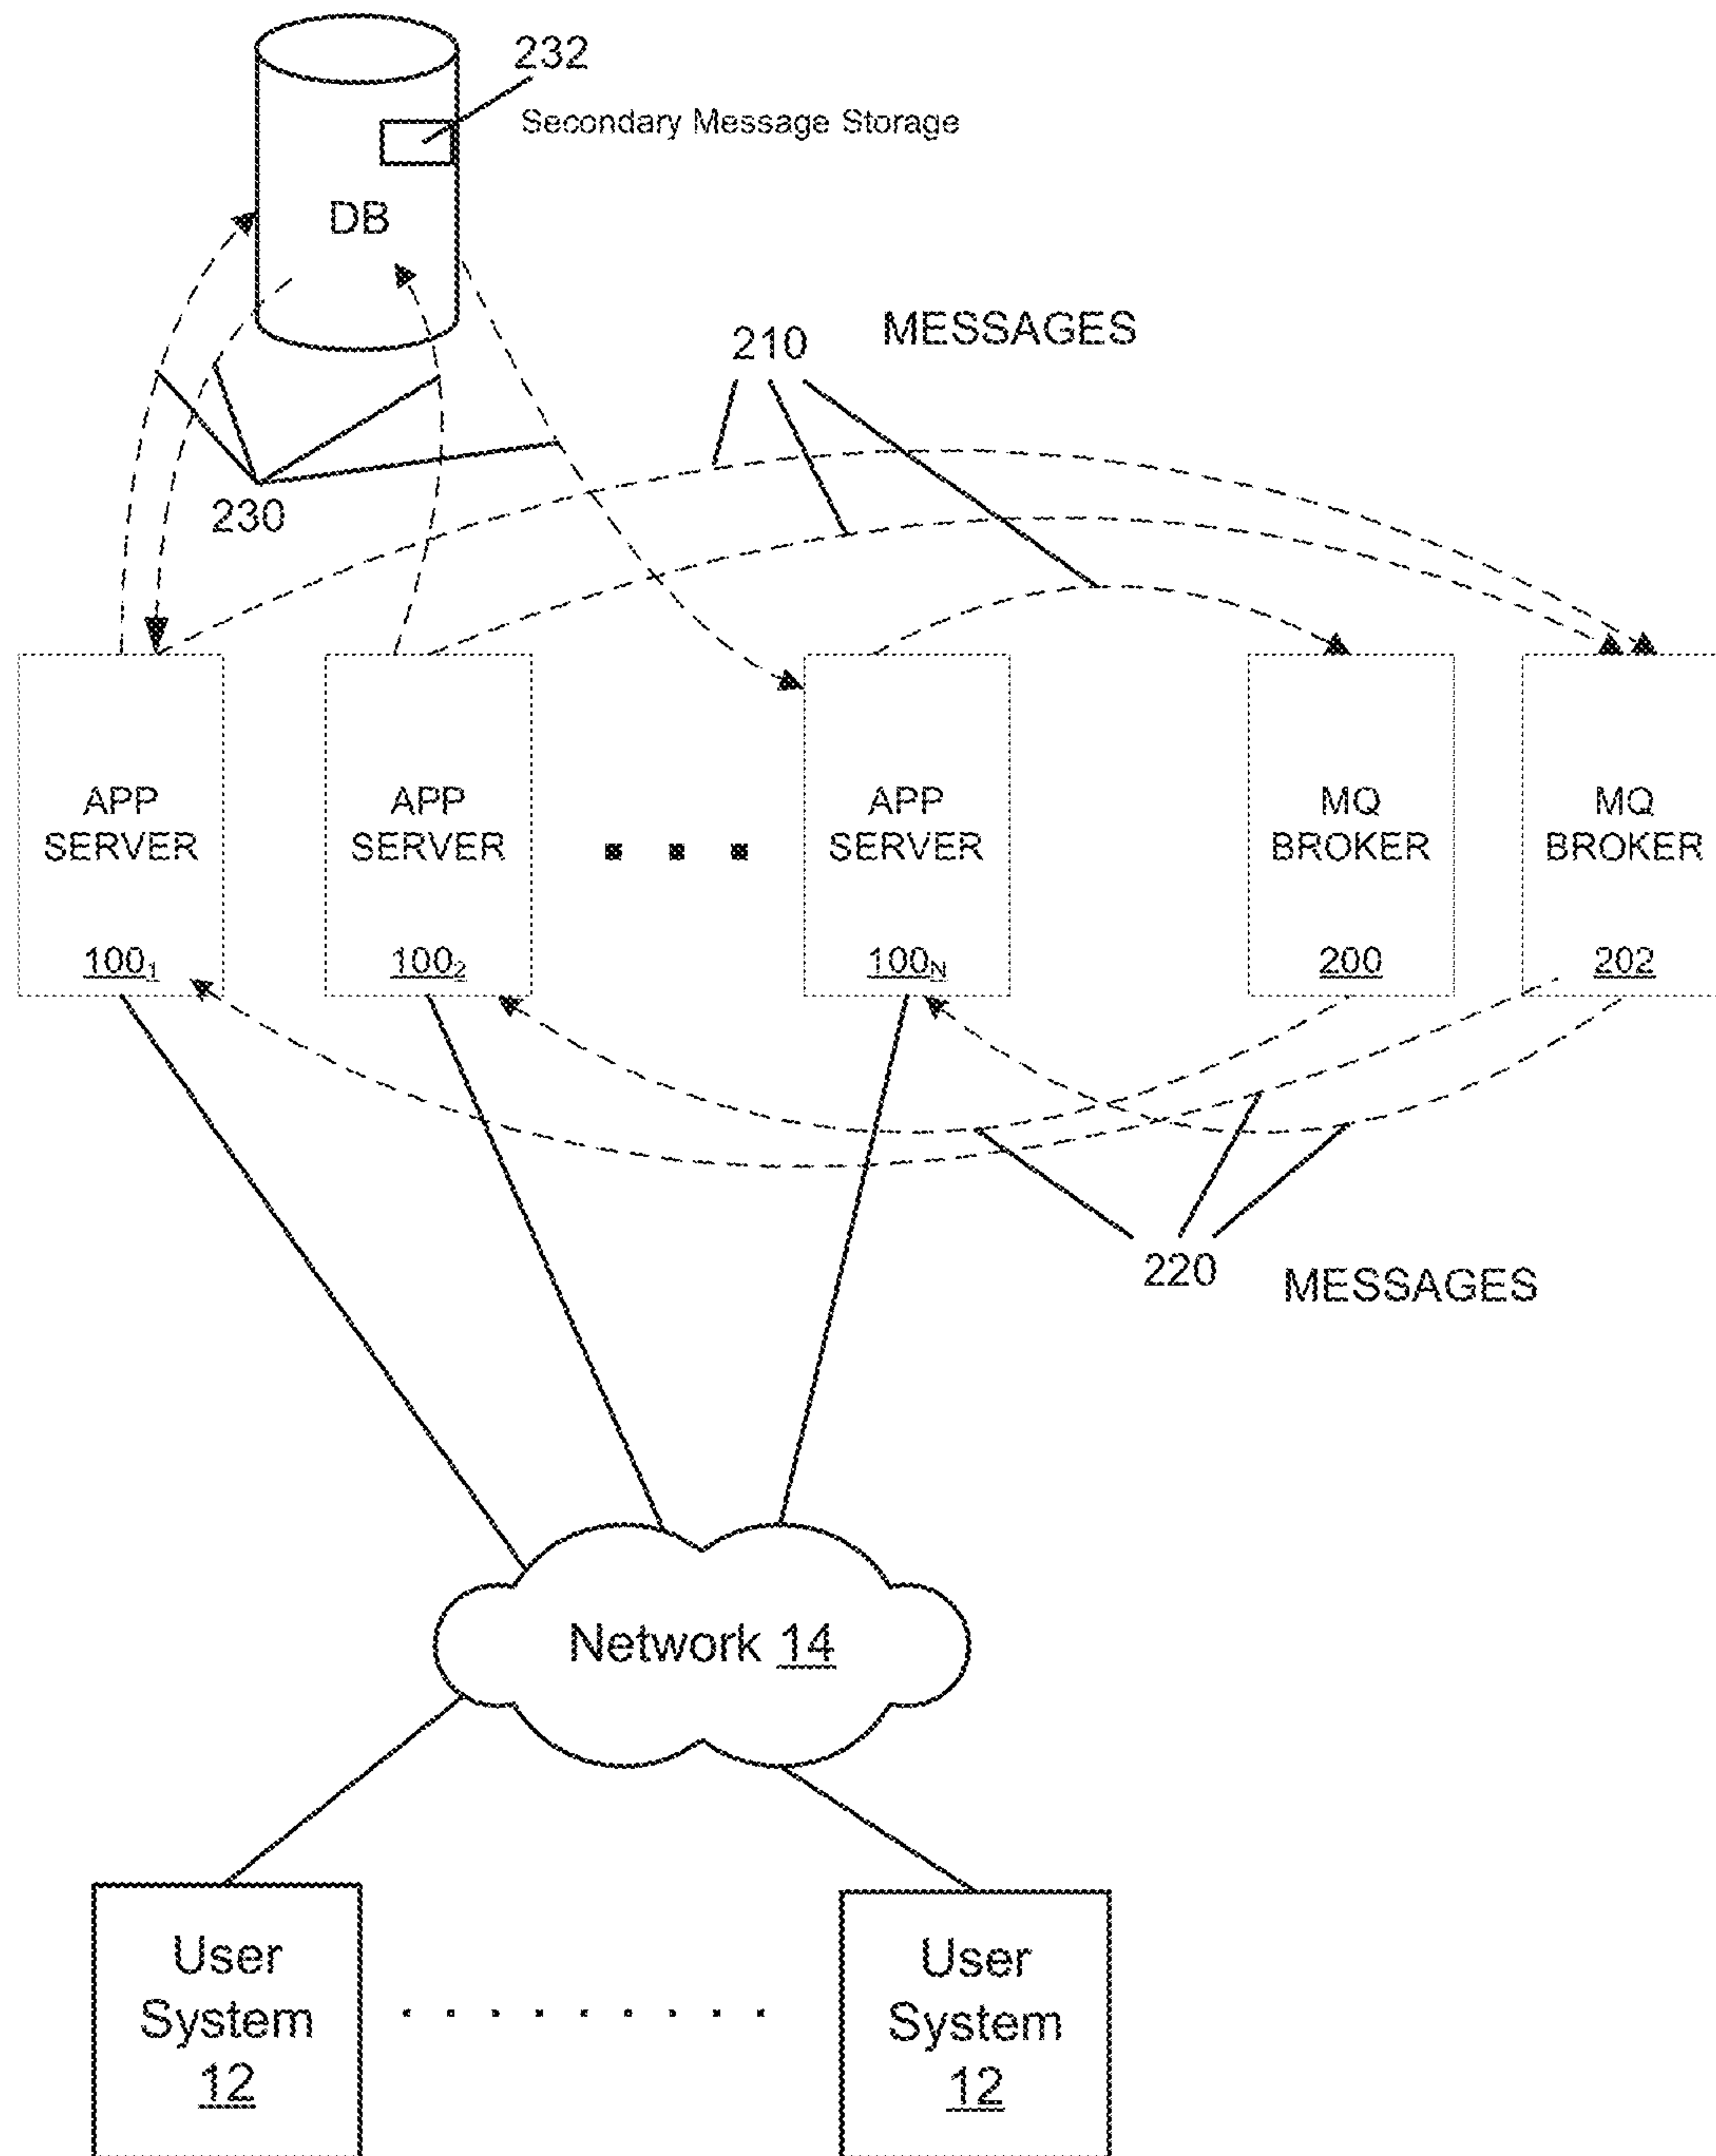 232
Secondary Message Storage
DB
210 MESSAGES
230
APP
SERVER
100₁
APP
SERVER
100₂
APP
SERVER
100N
MQ
BROKER
200
MQ
BROKER
202
220 MESSAGES
Network 14
User
System
12
User
System
12